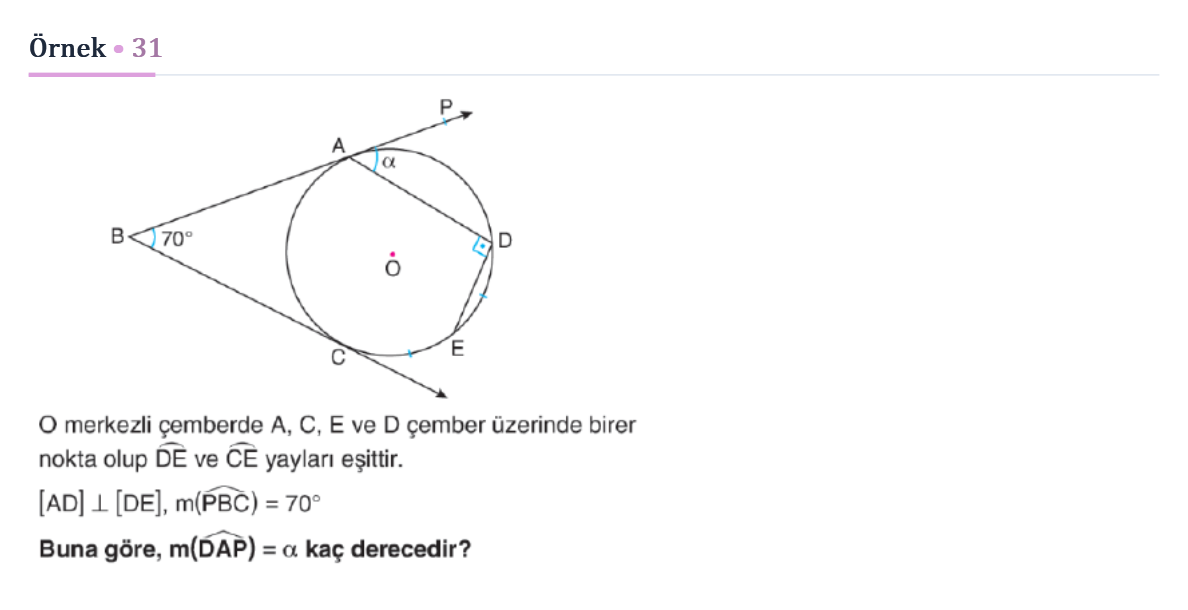 Örnek • 31
P
A
α
B
70°
D
O
C
E
O merkezli çemberde A, C, E ve D çember üzerinde birer
nokta olup DE ve CE yayları eşittir.
[AD] ⊥ [DE], m(PBC) = 70°
Buna göre, m(DAP) = α kaç derecedir?